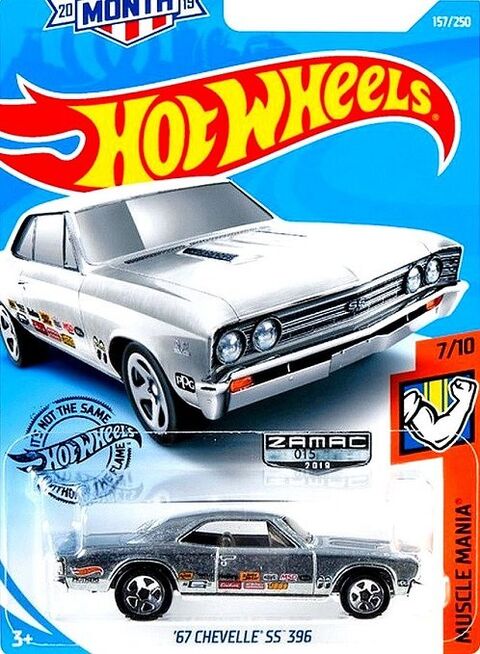 20 MONTH 19
157/250
HOT WHEELS
SS
PPG
7/10
IT'S NOT THE SAME
HOT WHEELS
WITHOUT THE FLAME
ZAMAC
015
2019
MUSCLE MANIA
MSD
3+
'67 CHEVELLE SS 396